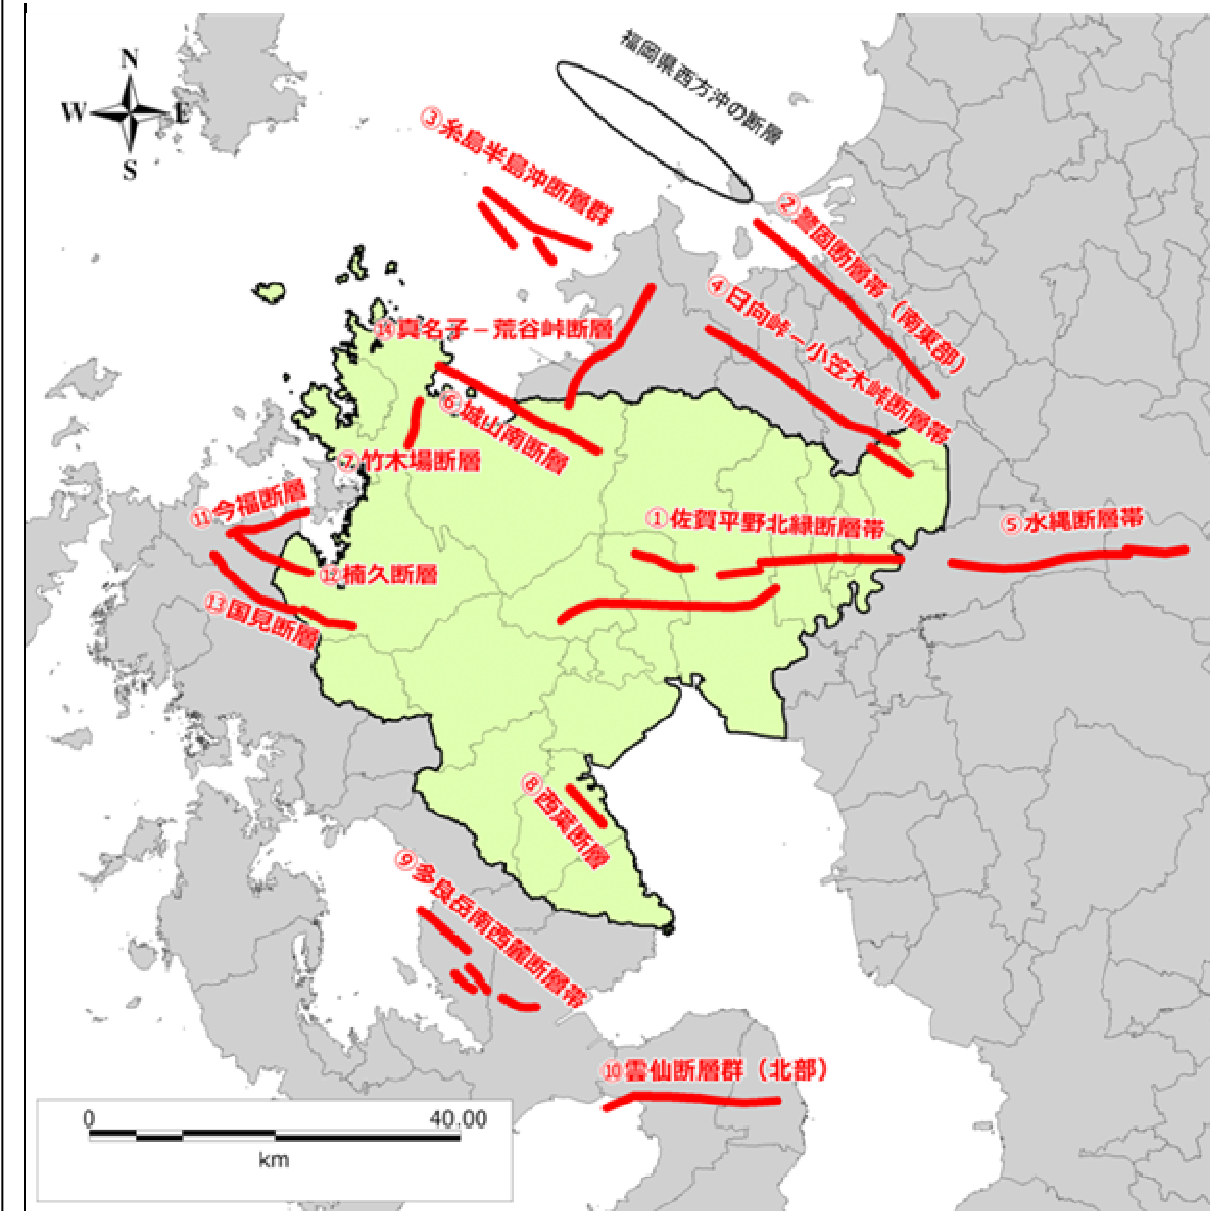 福岡県西方沖の断層
N
W E
S
③糸島半島沖断層群
②警固断層帯（南東部）
④日向峠－小笠木峠断層帯
⑭真名子－荒谷峠断層
⑥城山南断層
⑦竹木場断層
⑪今福断層
①佐賀平野北縁断層帯
⑤水縄断層帯
⑫楠久断層
⑬国見断層
⑧西葉断層
⑨多良岳南西麓断層帯
⑩雲仙断層群（北部）
0 40.00
km